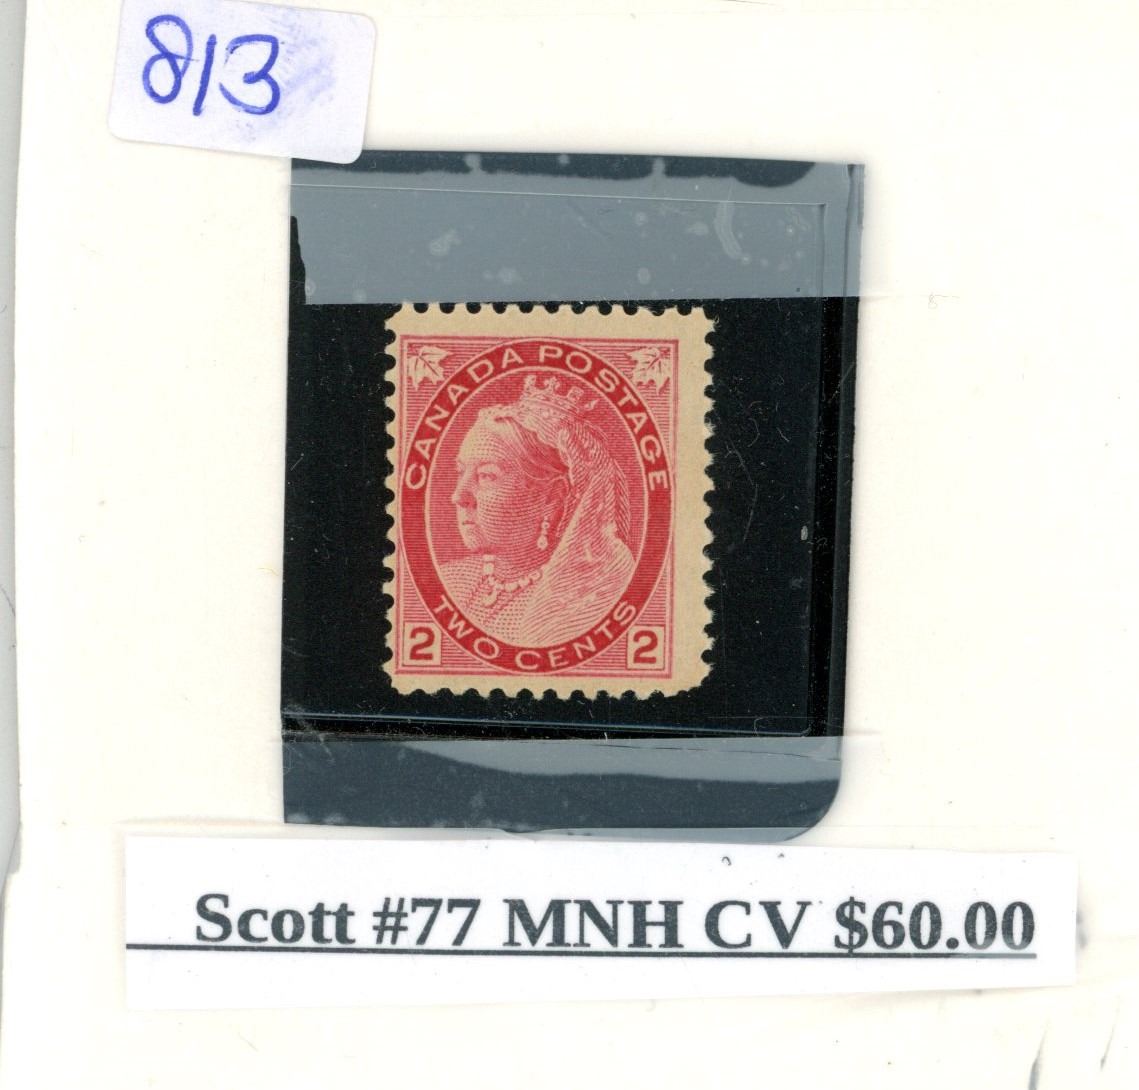 813
CANADA POSTAGE
TWO CENTS
2 2
Scott #77 MNH CV $60.00